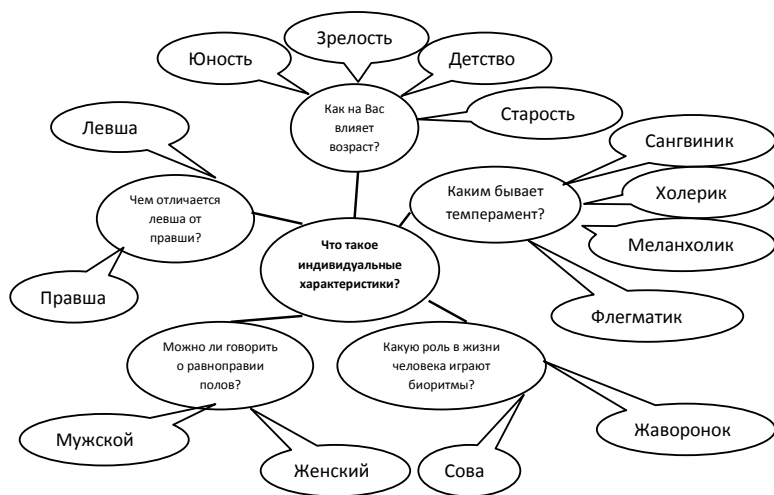 Зрелость
Юность
Детство
Как на Вас
влияет
возраст?
Старость
Левша
Сангвиник
Чем отличается
левша от
правши?
Каким бывает
темперамент?
Холерик
Меланхолик
Что такое
индивидуальные
характеристики?
Правша
Флегматик
Можно ли говорить
о равноправии
полов?
Какую роль в жизни
человека играют
биоритмы?
Мужской
Жаворонок
Женский
Сова